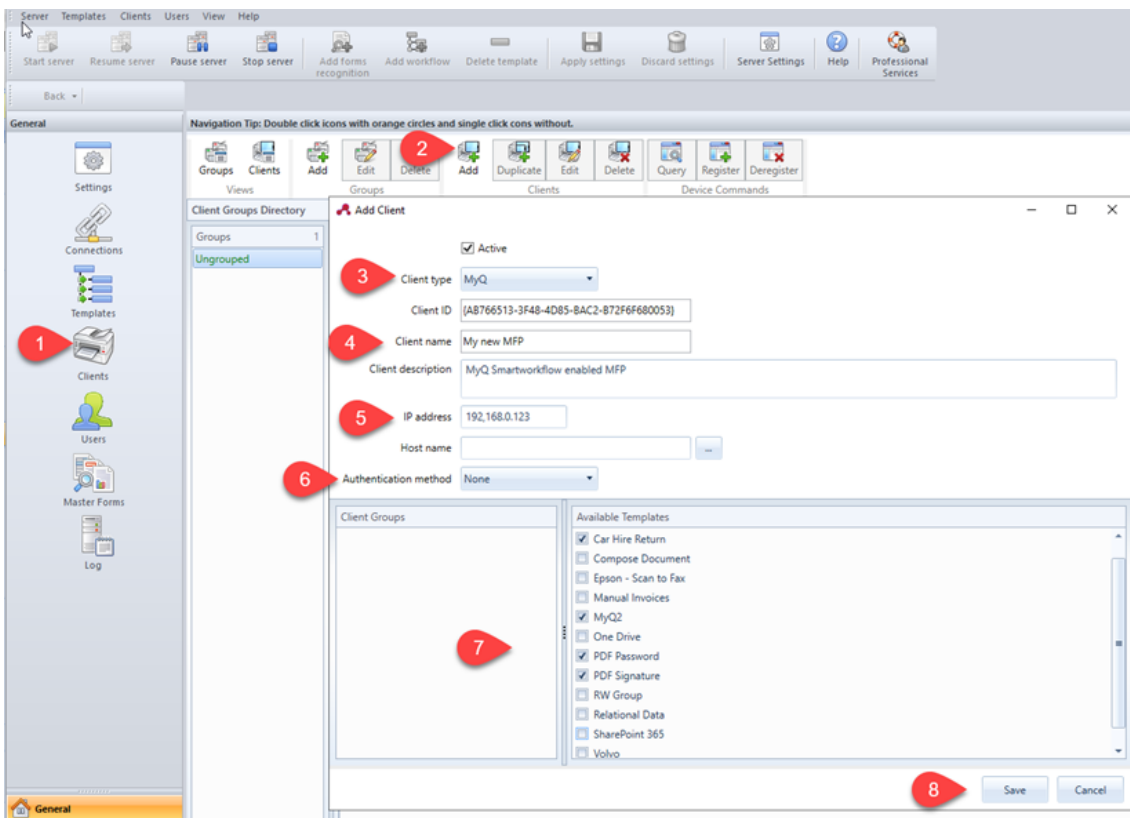 Server Templates Clients Users View Help
Start server Resume server Pause server Stop server Add forms recognition Add workflow Delete template Apply settings Discard settings Server Settings Help Professional Services
Back
General
Navigation Tip: Double click icons with orange circles and single click cons without.
Settings
Connections
Templates
1
Clients
Users
Master Forms
Log
General
Groups Clients Add Edit Delete 2 Add Duplicate Edit Delete Query Register Deregister
Views Groups Clients Device Commands
Client Groups Directory
Groups 1
Ungrouped
Add Client
Active
3 Client type MyQ
Client ID {AB766513-3F48-4D85-BAC2-B72F6F680053}
4 Client name My new MFP
Client description MyQ Smartworkflow enabled MFP
5 IP address 192,168.0.123
Host name ...
6 Authentication method None
Client Groups
7
Available Templates
Car Hire Return
Compose Document
Epson - Scan to Fax
Manual Invoices
MyQ2
One Drive
PDF Password
PDF Signature
RW Group
Relational Data
SharePoint 365
Volvo
8 Save Cancel